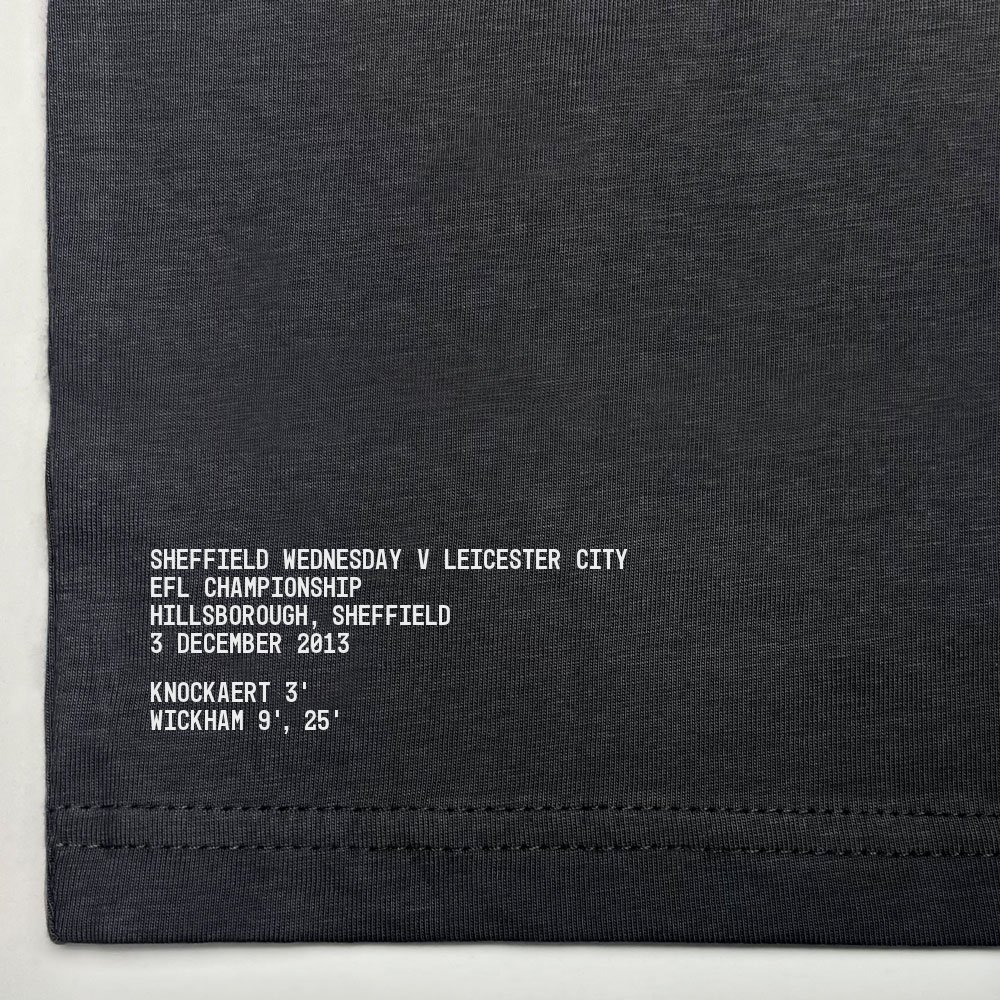 SHEFFIELD WEDNESDAY V LEICESTER CITY
EFL CHAMPIONSHIP
HILLSBOROUGH, SHEFFIELD
3 DECEMBER 2013
KNOCKAERT 3'
WICKHAM 9', 25'